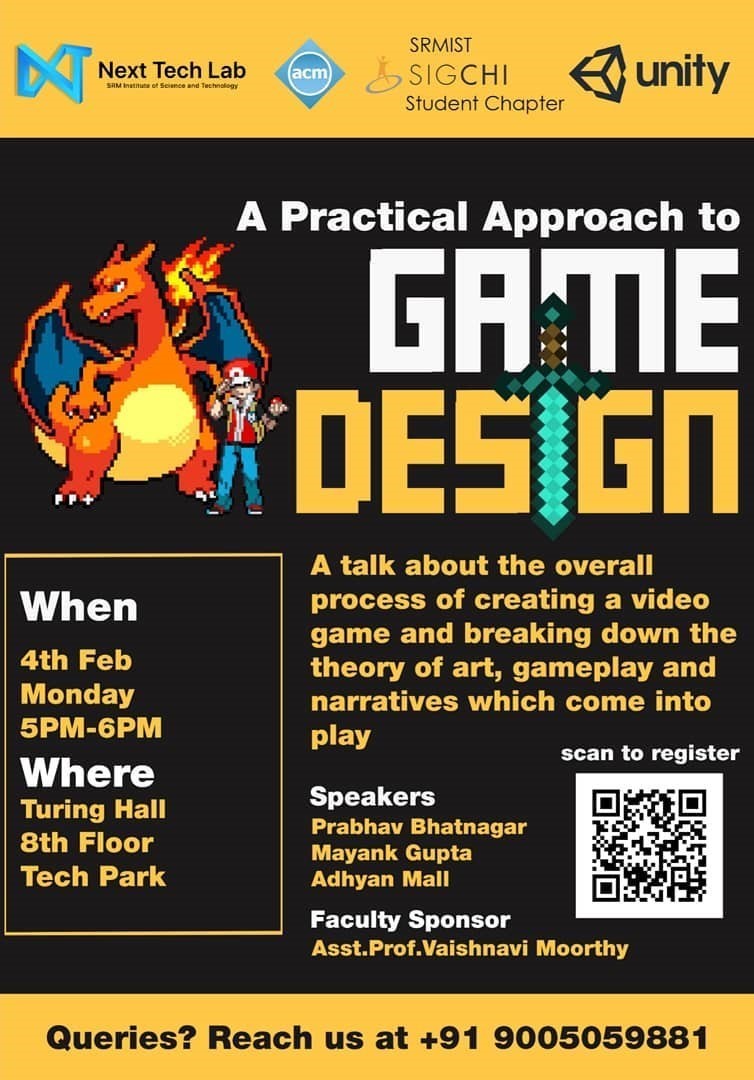 Next Tech Lab
SRM Institute of Science and Technology
acm
SRMIST
SIGCHI
Student Chapter
unity
A Practical Approach to
GAME
DESIGN
When
4th Feb
Monday
5PM-6PM
Where
Turing Hall
8th Floor
Tech Park
A talk about the overall
process of creating a video
game and breaking down the
theory of art, gameplay and
narratives which come into
play
scan to register
Speakers
Prabhav Bhatnagar
Mayank Gupta
Adhyan Mall
Faculty Sponsor
Asst.Prof.Vaishnavi Moorthy
Queries? Reach us at +91 9005059881